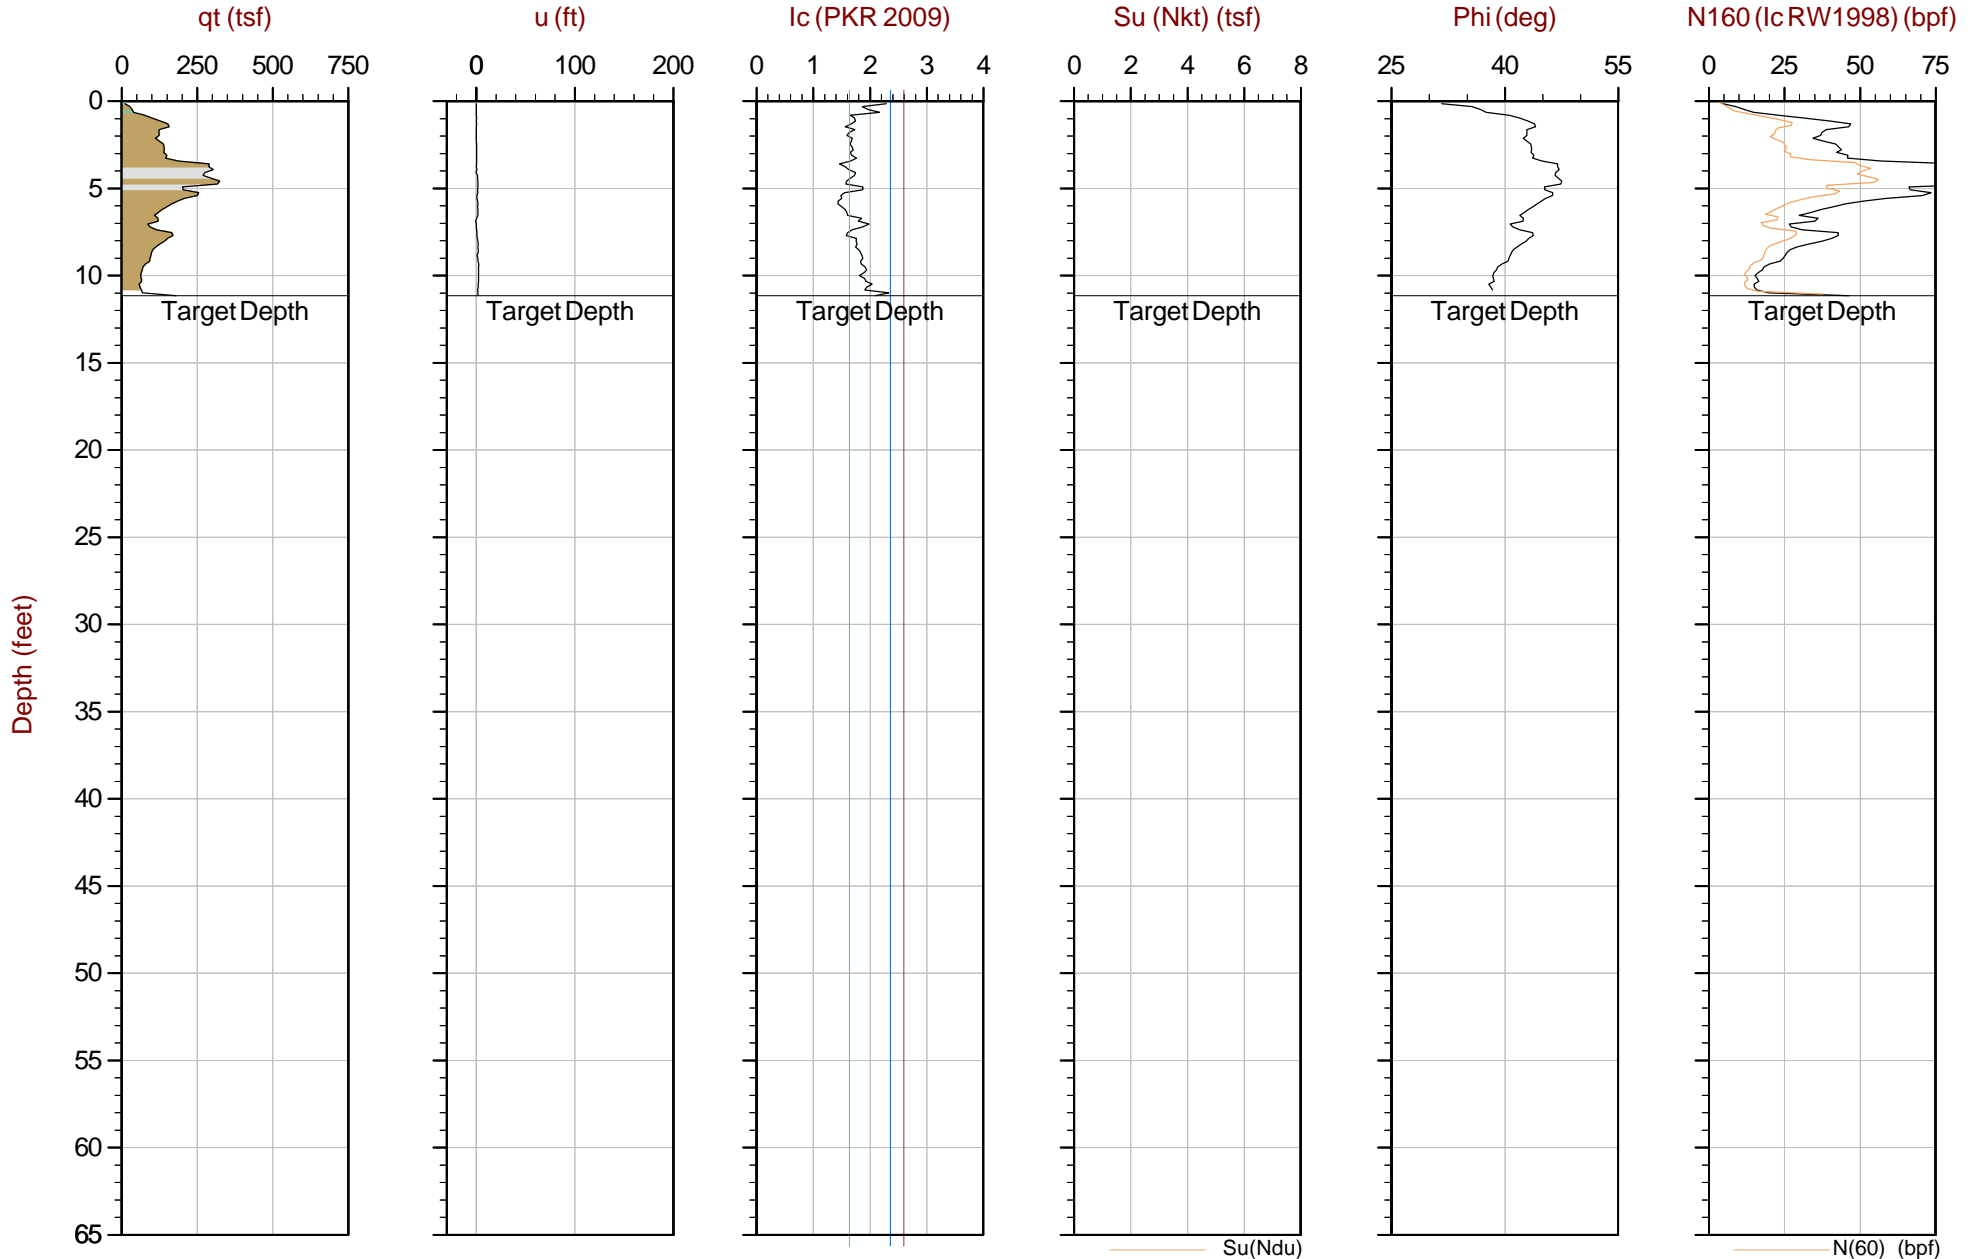 qt (tsf) u (ft) Ic (PKR 2009) Su (Nkt) (tsf) Phi (deg) N160 (Ic RW1998) (bpf)
0 250 500 750 0 100 200 0 1 2 3 4 0 2 4 6 8 25 40 55 0 25 50 75
0
5
10
Target Depth Target Depth Target Depth Target Depth Target Depth Target Depth
15
20
25
30
Depth (feet)
35
40
45
50
55
60
65
Su(Ndu) N(60) (bpf)